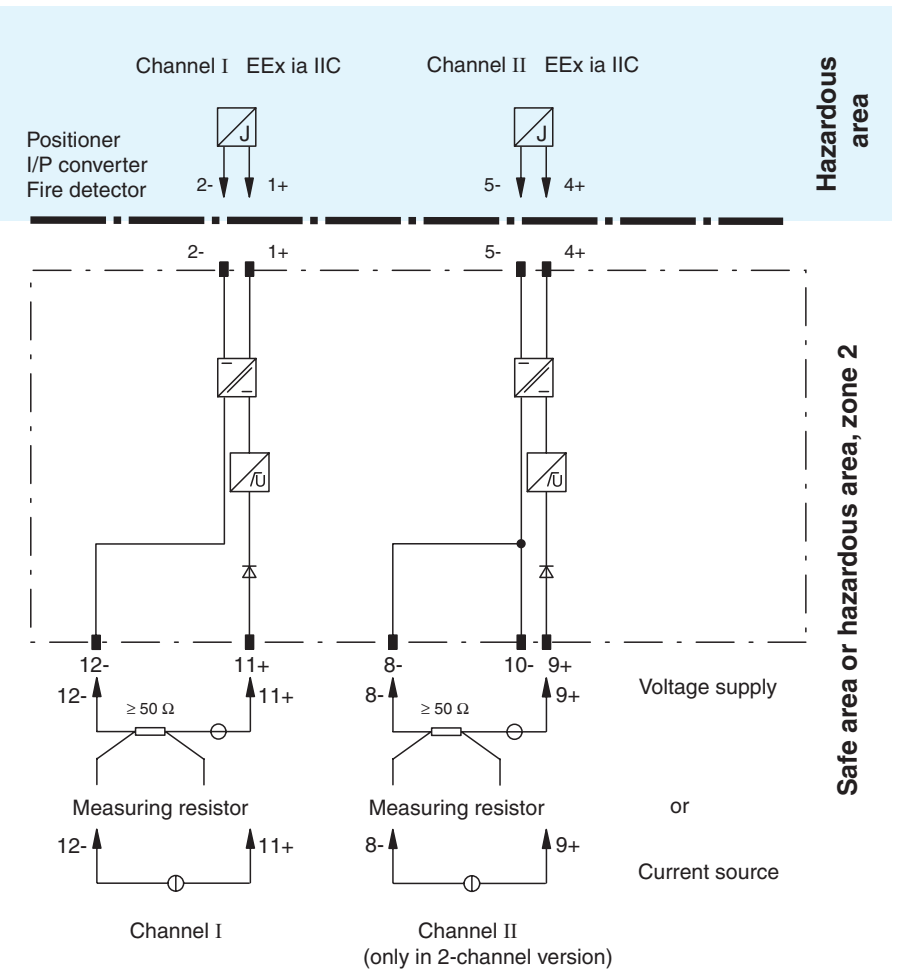 Channel I EEx ia IIC
Channel II EEx ia IIC
Hazardous
area
J
J
Positioner
I/P converter
Fire detector
2-
1+
5-
4+
2-
1+
5-
4+
/Ū
/Ū
Safe area or hazardous area, zone 2
12-
11+
8-
10-
9+
12-
11+
8-
9+
Voltage supply
≥ 50 Ω
≥ 50 Ω
Measuring resistor
Measuring resistor
or
12-
11+
8-
9+
Current source
Channel I
Channel II
(only in 2-channel version)